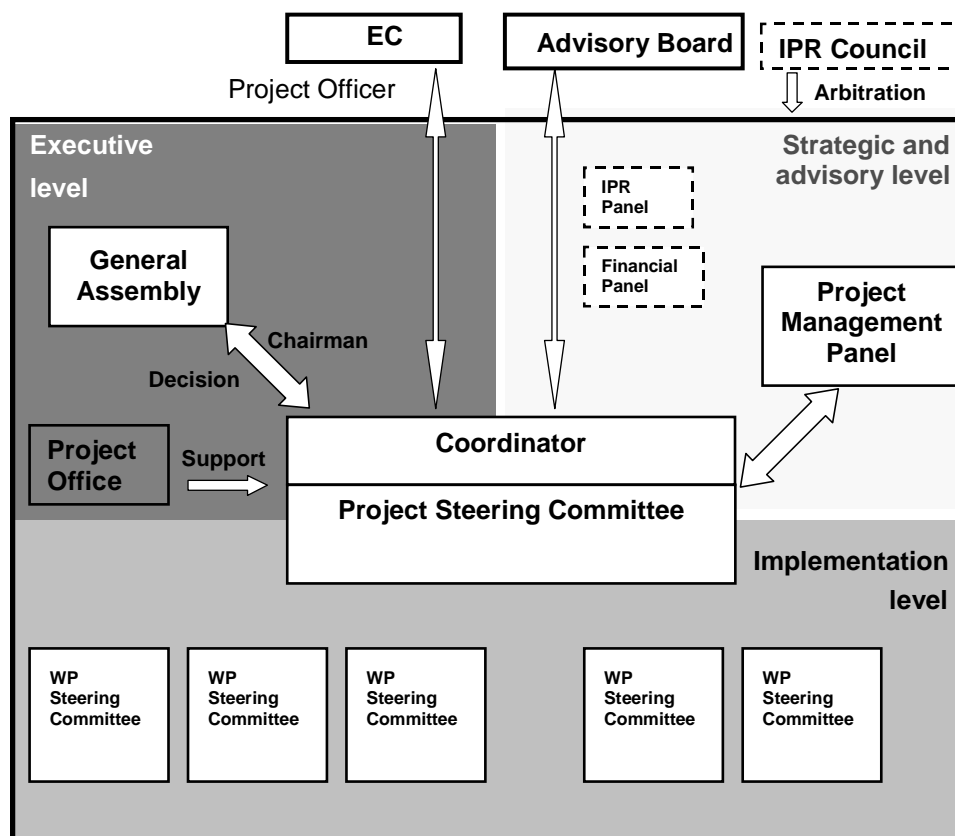 EC
Advisory Board
IPR Council
Project Officer
Arbitration
Executive
level
Strategic and
advisory level
IPR
Panel
General
Assembly
Financial
Panel
Project
Management
Panel
Chairman
Decision
Project
Office
Support
Coordinator
Project Steering Committee
Implementation
level
WP
Steering
Committee
WP
Steering
Committee
WP
Steering
Committee
WP
Steering
Committee
WP
Steering
Committee